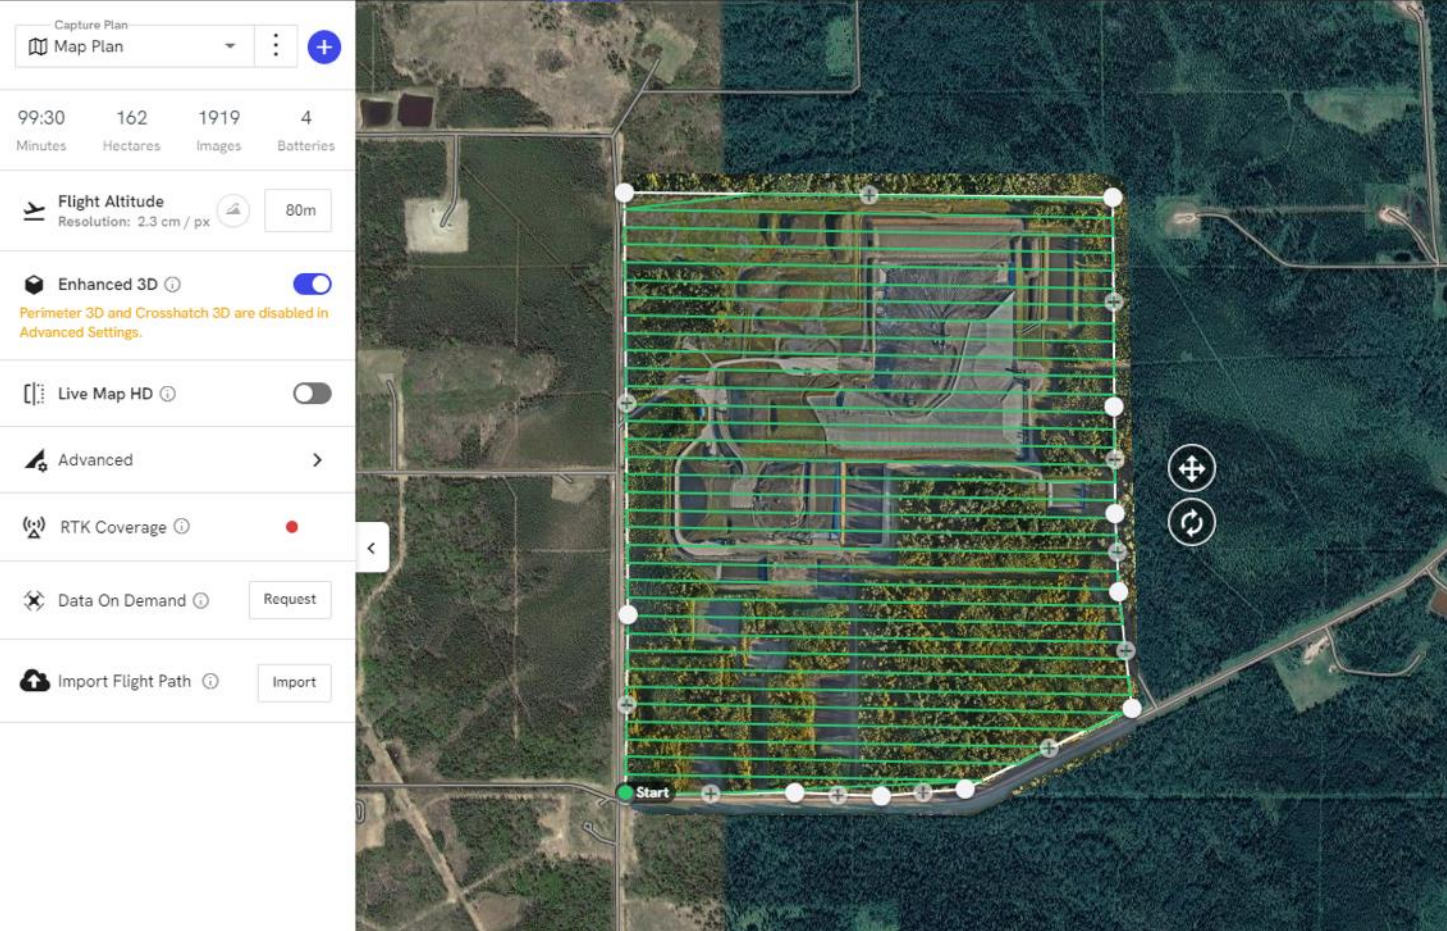 Capture Plan
Map Plan
99:30
Minutes
162
Hectares
1919
Images
4
Batteries
Flight Altitude
Resolution: 2.3 cm / px
80m
Enhanced 3D
Perimeter 3D and Crosshatch 3D are disabled in
Advanced Settings.
Live Map HD
Advanced
RTK Coverage
Data On Demand
Request
Import Flight Path
Import
Start